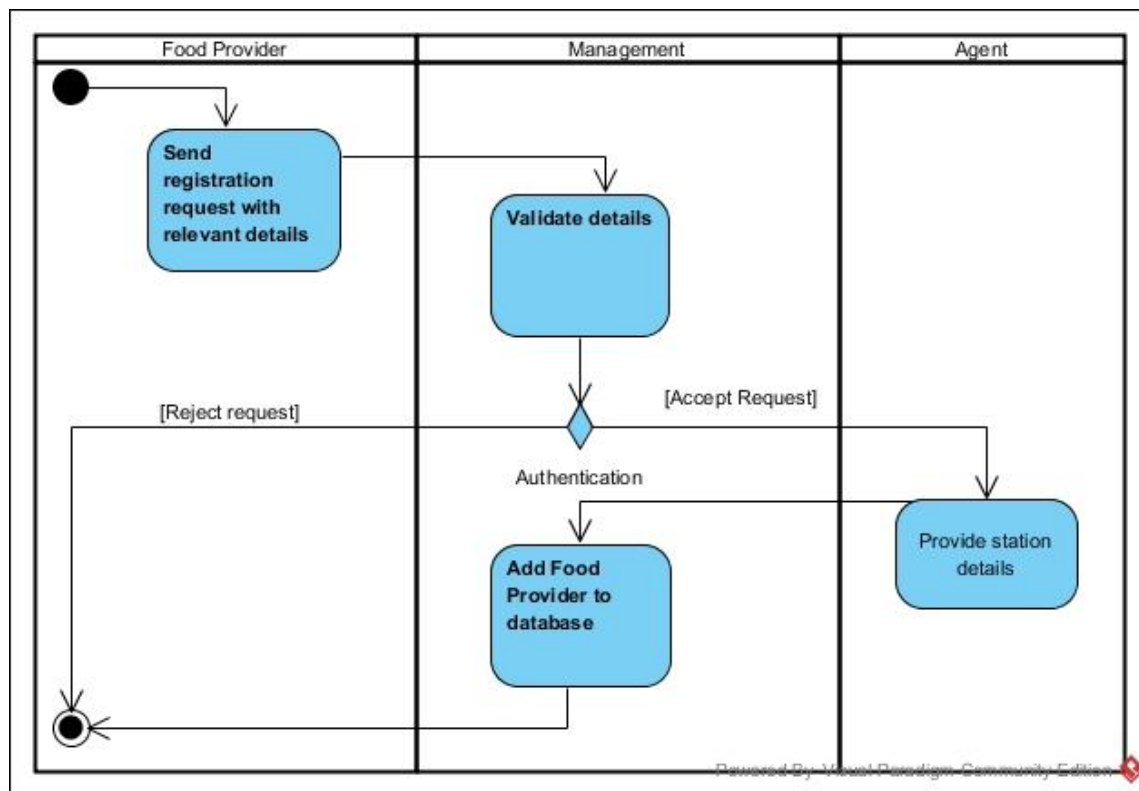 Food Provider
Management
Agent
Send
registration
request with
relevant details
Validate details
[Reject request]
[Accept Request]
Authentication
Provide station
details
Add Food
Provider to
database
Powered By Visual Paradigm Community Edition